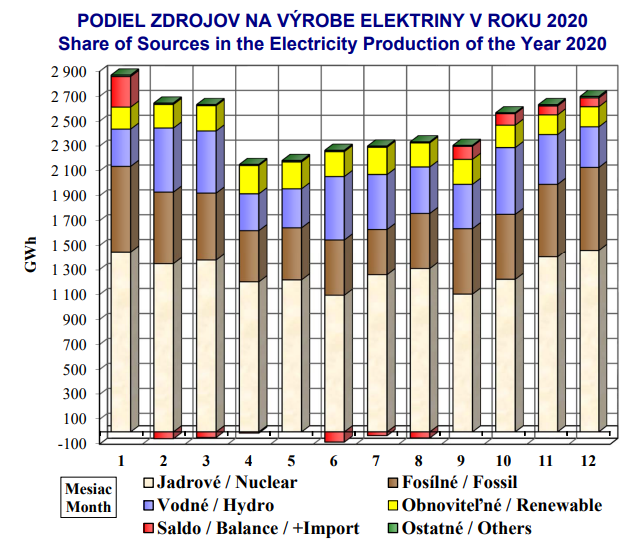 PODIEL ZDROJOV NA VÝROBE ELEKTRINY V ROKU 2020
Share of Sources in the Electricity Production of the Year 2020
2 900
2 700
2 500
2 300
2 100
1 900
1 700
1 500
1 300
1 100
900
700
500
300
100
-100
GWh
1 2 3 4 5 6 7 8 9 10 11 12
Mesiac
Month
Jadrové / Nuclear
Fosílné / Fossil
Vodné / Hydro
Obnoviteľné / Renewable
Saldo / Balance / +Import
Ostatné / Others